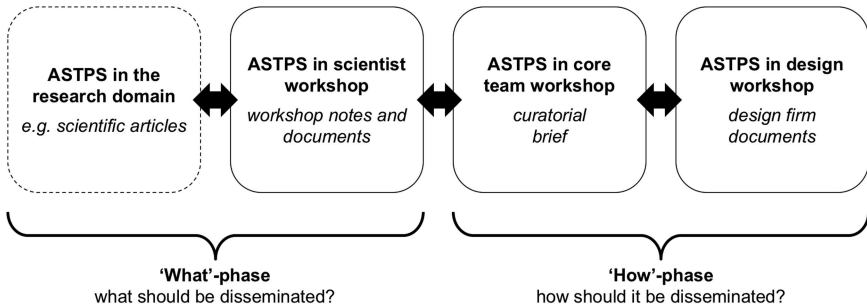 ASTPS in the
research domain
e.g. scientific articles
ASTPS in scientist
workshop
workshop notes and
documents
ASTPS in core
team workshop
curatorial
brief
ASTPS in design
workshop
design firm
documents
‘What’-phase
what should be disseminated?
‘How’-phase
how should it be disseminated?